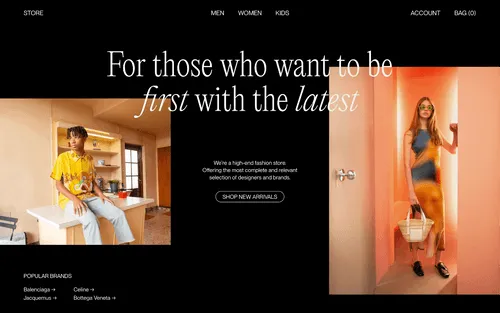 STORE
MEN WOMEN KIDS
ACCOUNT BAG (0)
For those who want to be
first with the latest
We're a high-end fashion store.
Offering the most complete and relevant
selection of designers and brands.
SHOP NEW ARRIVALS
POPULAR BRANDS
Balenciaga → Celine →
Jacquemus → Bottega Veneta →